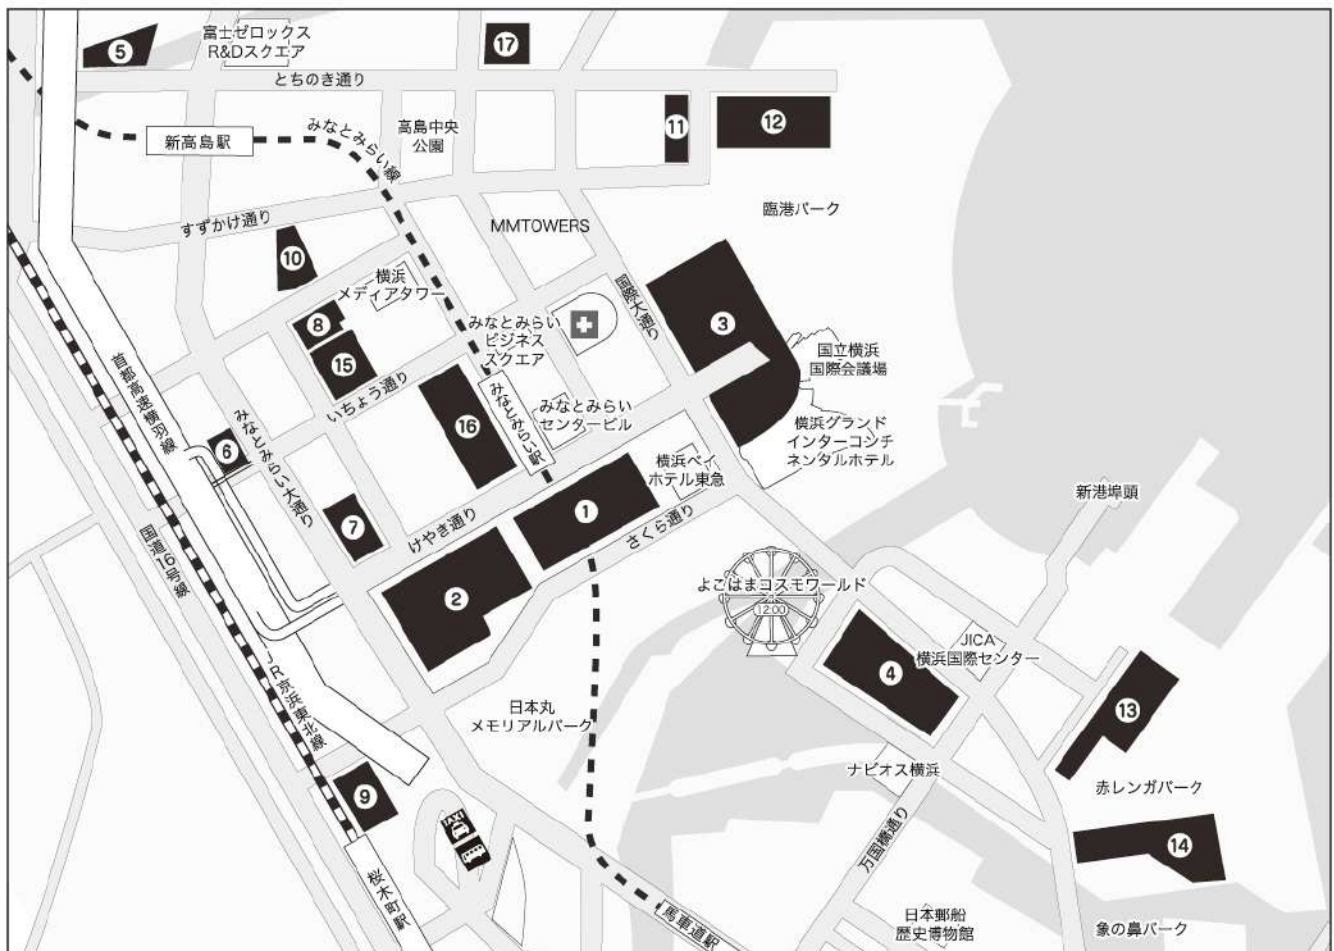 5
富士ゼロックス
R&Dスクエア
17
とちのき通り
新高島駅
みなとみらい線
高島中央
公園
11
12
すずかけ通り
MMTOWERS
臨港パーク
10
横浜
メディアタワー
国際大通り
8
みなとみらい
ビジネス
スクエア
3
国立横浜
国際会議場
首都高速横羽線
15
いちょう通り
みなとみらい駅
みなとみらい
センタービル
横浜グランド
インターコンチ
ネンタルホテル
みなとみらい大通り
6
16
横浜ベイ
ホテル東急
新港埠頭
7
けやき通り
1
さくら通り
国道16号線
よこはまコスモワールド
12:00
2
JICA
横浜国際センター
JR京浜東北線
4
日本丸
メモリアルパーク
13
ナビオス横浜
赤レンガパーク
9
TAXI
万国橋通り
14
桜木町駅
馬車道駅
日本郵船
歴史博物館
象の鼻パーク